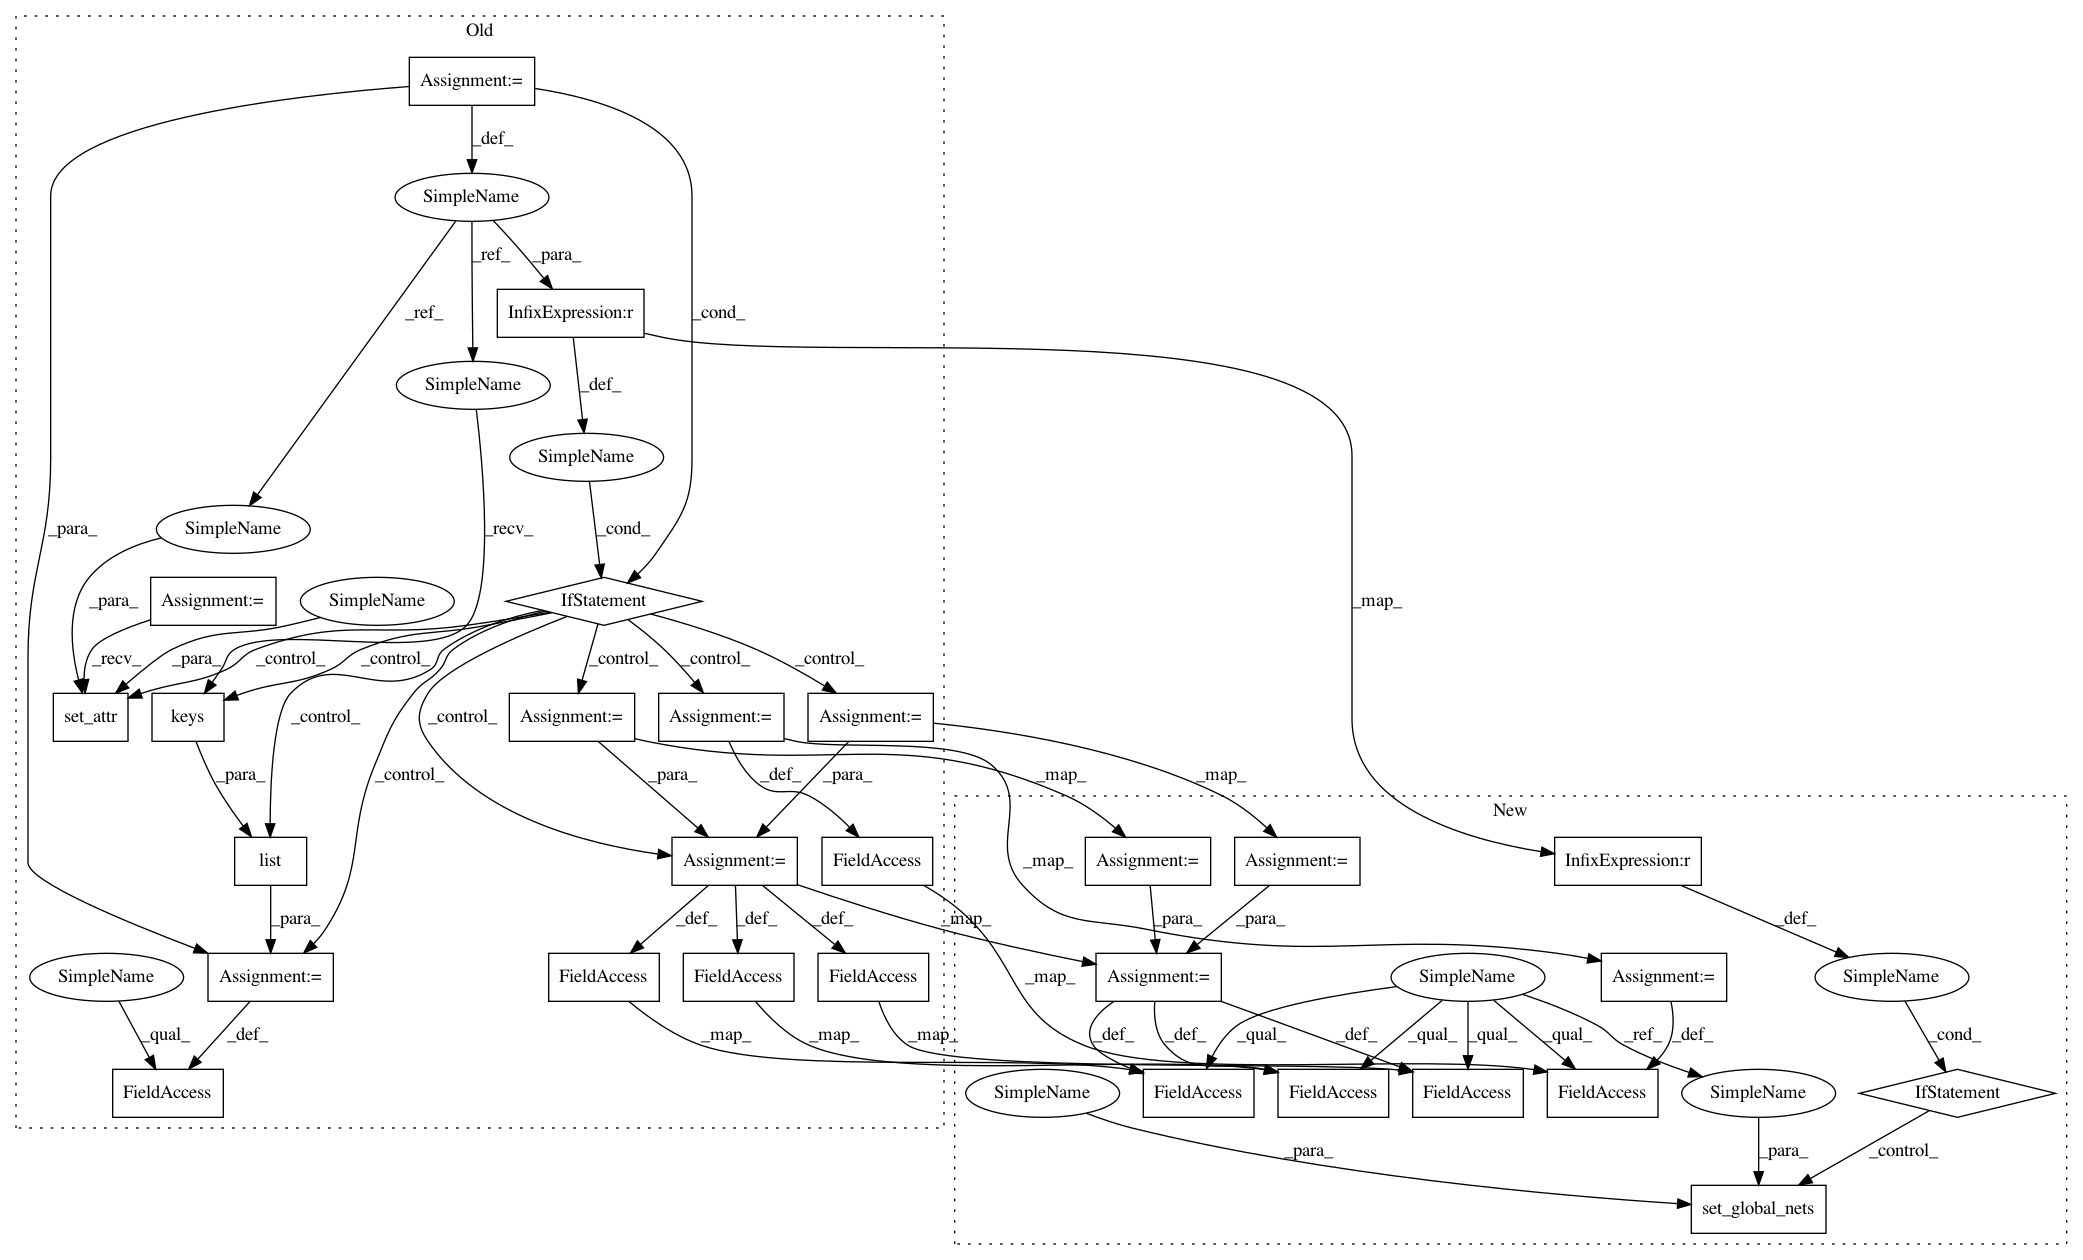 Old
Assignment:=
_def_
SimpleName
_ref_
_ref_
_para_
InfixExpression:r
_cond_
SimpleName
_def_
SimpleName
SimpleName
_para_
_recv_
_cond_
_map_
Assignment:=
SimpleName
IfStatement
_para_
_recv_
_para_
_control_
_control_
_control_
_control_
_control_
set_attr
keys
_control_
_control_
Assignment:=
Assignment:=
Assignment:=
_para_
_control_
_para_
_def_
_para_
_map_
_map_
New
list
Assignment:=
FieldAccess
_map_
Assignment:=
Assignment:=
InfixExpression:r
_para_
_def_
_def_
_def_
_map_
_para_
_para_
_def_
SimpleName
Assignment:=
FieldAccess
FieldAccess
FieldAccess
_map_
Assignment:=
SimpleName
Assignment:=
SimpleName
_qual_
_def_
_map_
_map_
_map_
_def_
_def_
_qual_
_def_
_qual_
_qual_
_qual_
_ref_
_def_
_cond_
FieldAccess
SimpleName
FieldAccess
FieldAccess
FieldAccess
FieldAccess
SimpleName
IfStatement
_para_
_para_
_control_
set_global_nets